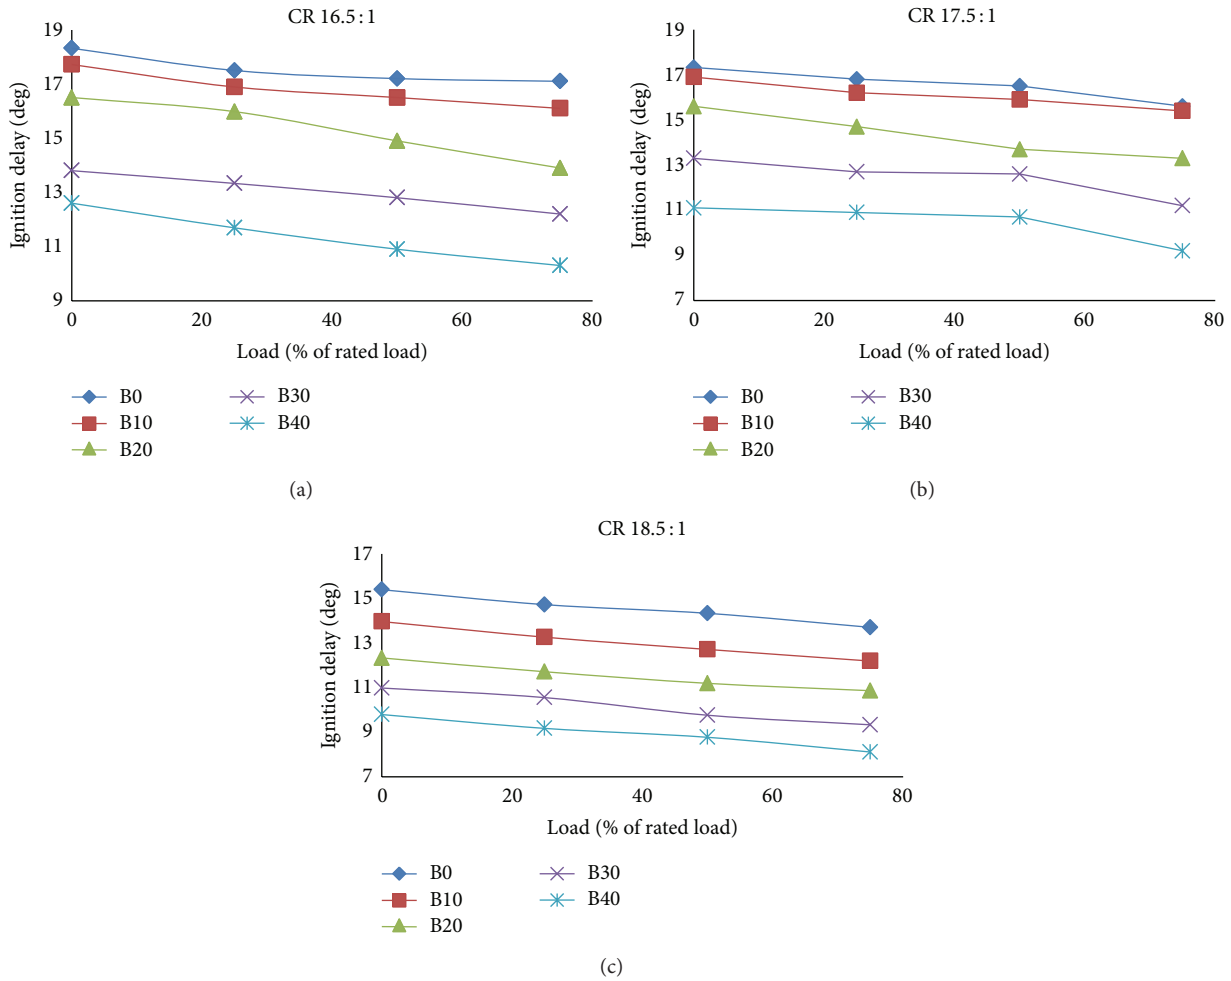 CR 16.5:1
Ignition delay (deg)
19
17
15
13
11
9
0 20 40 60 80
Load (% of rated load)
B0 B30
B10 B40
B20
(a)
CR 17.5:1
Ignition delay (deg)
19
17
15
13
11
9
7
0 20 40 60 80
Load (% of rated load)
B0 B30
B10 B40
B20
(b)
CR 18.5:1
Ignition delay (deg)
17
15
13
11
9
7
0 20 40 60 80
Load (% of rated load)
B0 B30
B10 B40
B20
(c)